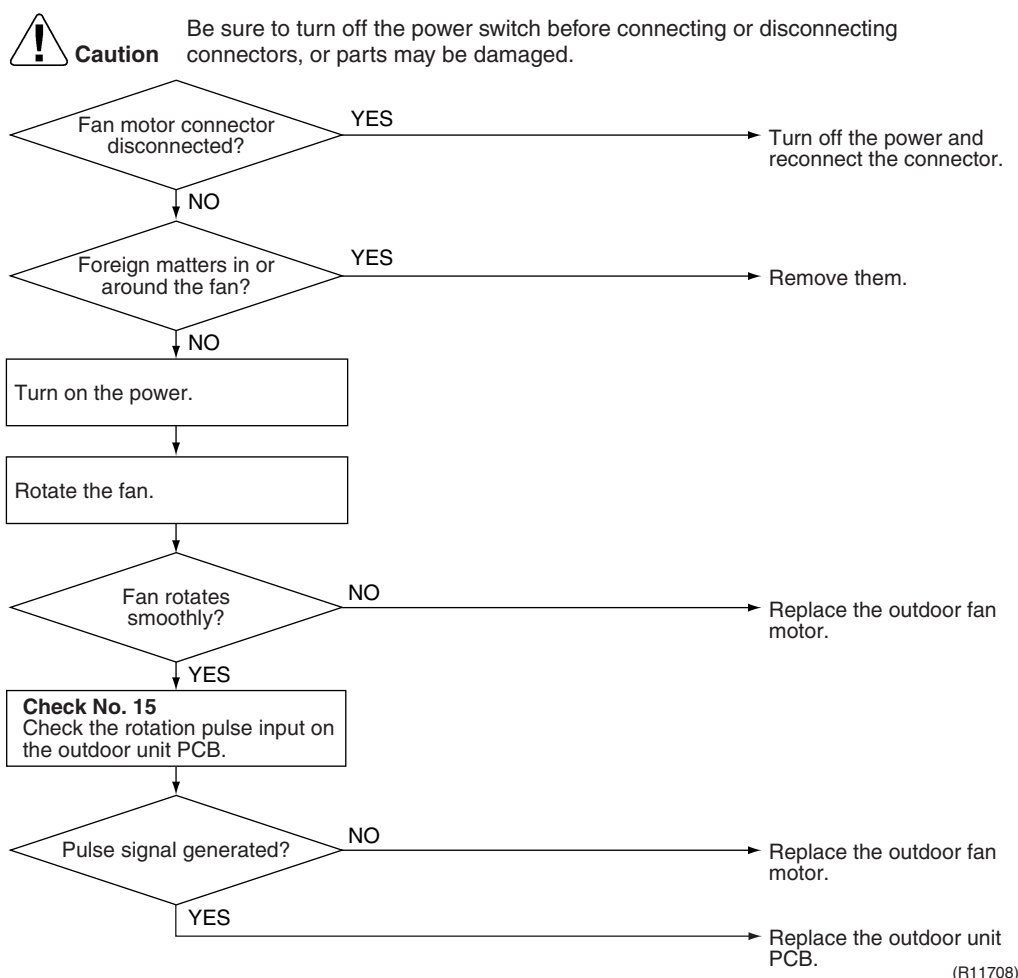 Be sure to turn off the power switch before connecting or disconnecting
Caution connectors, or parts may be damaged.
Fan motor connector
disconnected?
YES
Turn off the power and
reconnect the connector.
NO
Foreign matters in or
around the fan?
YES
Remove them.
NO
Turn on the power.
Rotate the fan.
Fan rotates
smoothly?
NO
Replace the outdoor fan
motor.
YES
Check No. 15
Check the rotation pulse input on
the outdoor unit PCB.
Pulse signal generated?
NO
Replace the outdoor fan
motor.
YES
Replace the outdoor unit
PCB.
(R11708)